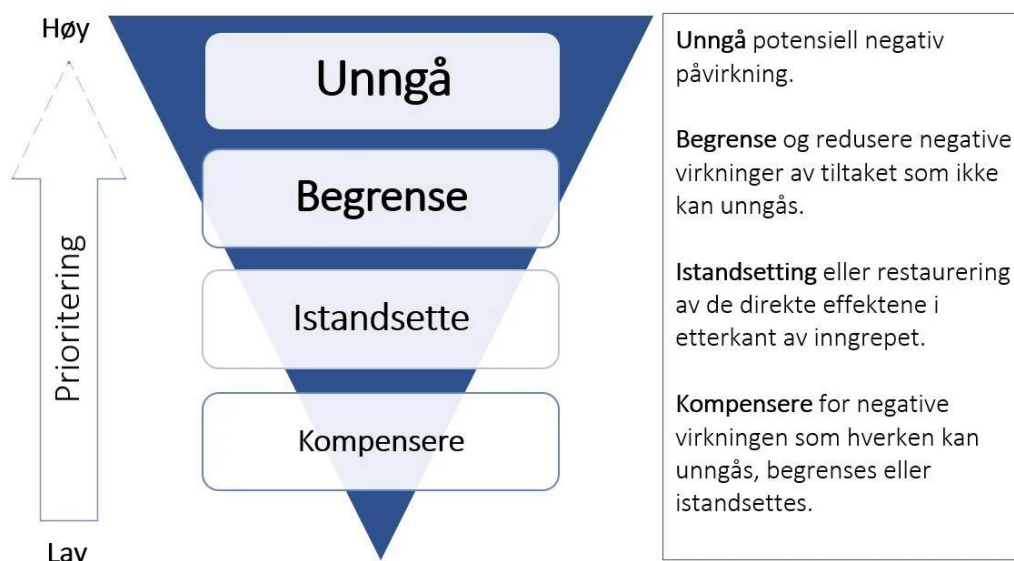 Høy
Prioritering
Lav
Unngå
Begrense
Istandsette
Kompensere
Unngå potensiell negativ
påvirkning.
Begrense og redusere negative
virkninger av tiltaket som ikke
kan unngås.
Istandsetting eller restaurering
av de direkte effektene i
etterkant av inngrepet.
Kompensere for negative
virkningen som hverken kan
unngås, begrenses eller
istandsettes.